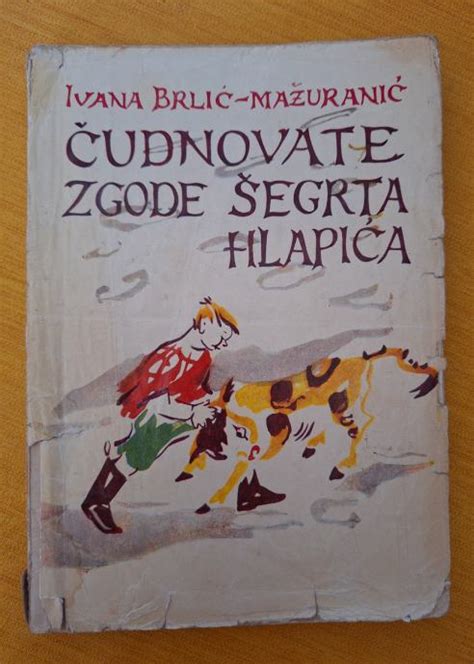 IVANA BRLIĆ-MAŽURANIĆ
ČUDNOVATE
ZGODE ŠEGRTA
HLAPIĆA